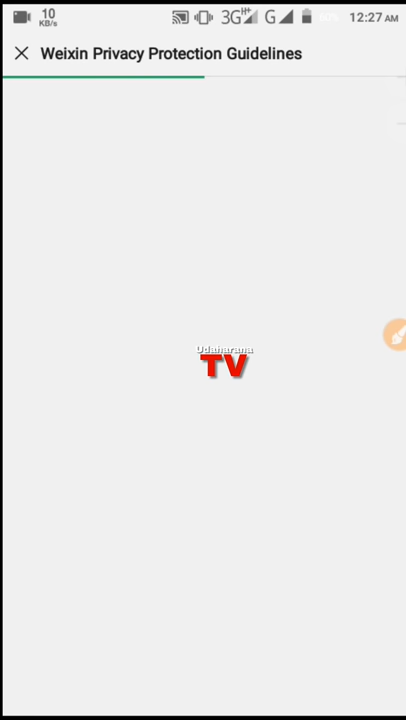 10
KB/s
3G H+ G 12:27 AM
Weixin Privacy Protection Guidelines
Udaharana
TV